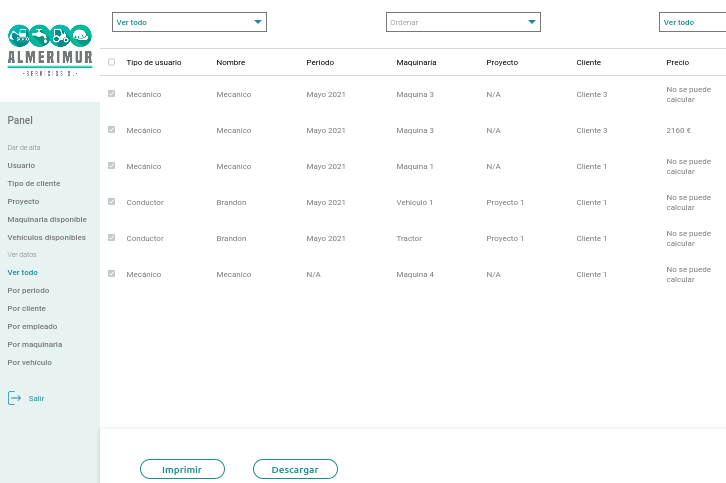 ALMERIMUR
SERVICIOS S.L.
Panel
Dar de alta
Usuario
Tipo de cliente
Proyecto
Maquinaria disponible
Vehículos disponibles
Ver datos
Ver todo
Por periodo
Por cliente
Por empleado
Por maquinaria
Por vehículo
Salir
Ver todo
Ordenar
Ver todo
Tipo de usuario Nombre Periodo Maquinaria Proyecto Cliente Precio
Mecánico Mecanico Mayo 2021 Maquina 3 N/A Cliente 3 No se puede
calcular
Mecánico Mecanico Mayo 2021 Maquina 3 N/A Cliente 3 2160 €
Mecánico Mecanico Mayo 2021 Maquina 1 N/A Cliente 1 No se puede
calcular
Conductor Brandon Mayo 2021 Vehiculo 1 Proyecto 1 Cliente 1 No se puede
calcular
Conductor Brandon Mayo 2021 Tractor Proyecto 1 Cliente 1 No se puede
calcular
Mecánico Mecanico N/A Maquina 4 N/A Cliente 1 No se puede
calcular
Imprimir
Descargar